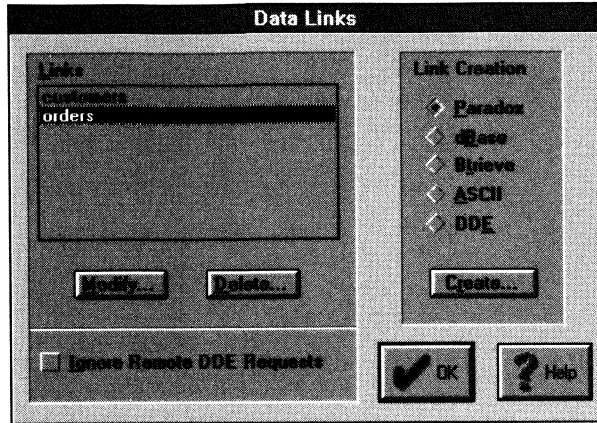 Data Links
Links
customers
orders
Modify...
Delete...
Ignore Remote DDE Requests
Link Creation
Paradox
dBase
Btrieve
ASCII
DDE
Create...
OK
? Help